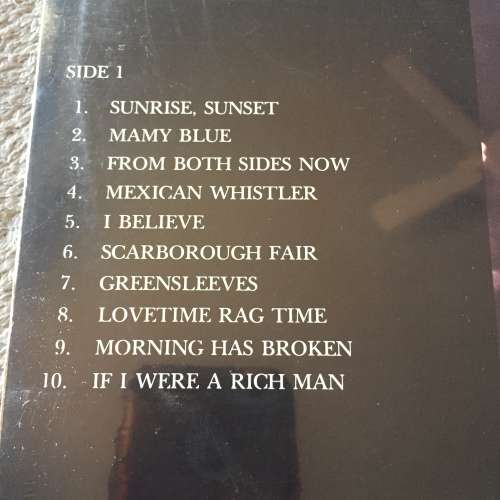 SIDE 1
1. SUNRISE, SUNSET
2. MAMY BLUE
3. FROM BOTH SIDES NOW
4. MEXICAN WHISTLER
5. I BELIEVE
6. SCARBOROUGH FAIR
7. GREENSLEEVES
8. LOVETIME RAG TIME
9. MORNING HAS BROKEN
10. IF I WERE A RICH MAN